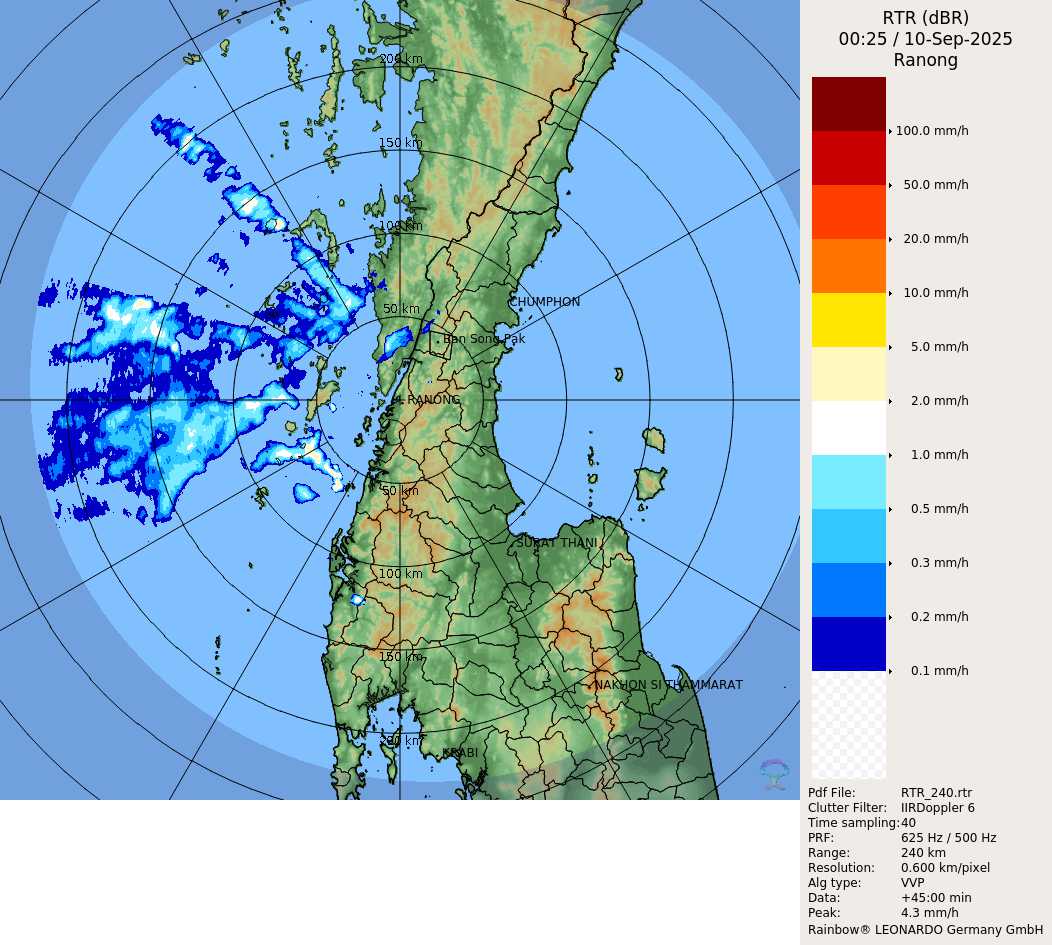 RTR (dBR)
00:25 / 10-Sep-2025
Ranong
200 km
150 km
100 km
50 km
CHUMPHON
Ban Song Pak
RANONG
50 km
SURAT THANI
100 km
150 km
NAKHON SI THAMMARAT
200 km
KRABI
100.0 mm/h
50.0 mm/h
20.0 mm/h
10.0 mm/h
5.0 mm/h
2.0 mm/h
1.0 mm/h
0.5 mm/h
0.3 mm/h
0.2 mm/h
0.1 mm/h
Pdf File: RTR_240.rtr
Clutter Filter: IIRDoppler 6
Time sampling:40
PRF: 625 Hz / 500 Hz
Range: 240 km
Resolution: 0.600 km/pixel
Alg type: VVP
Data: +45:00 min
Peak: 4.3 mm/h
Rainbow® LEONARDO Germany GmbH